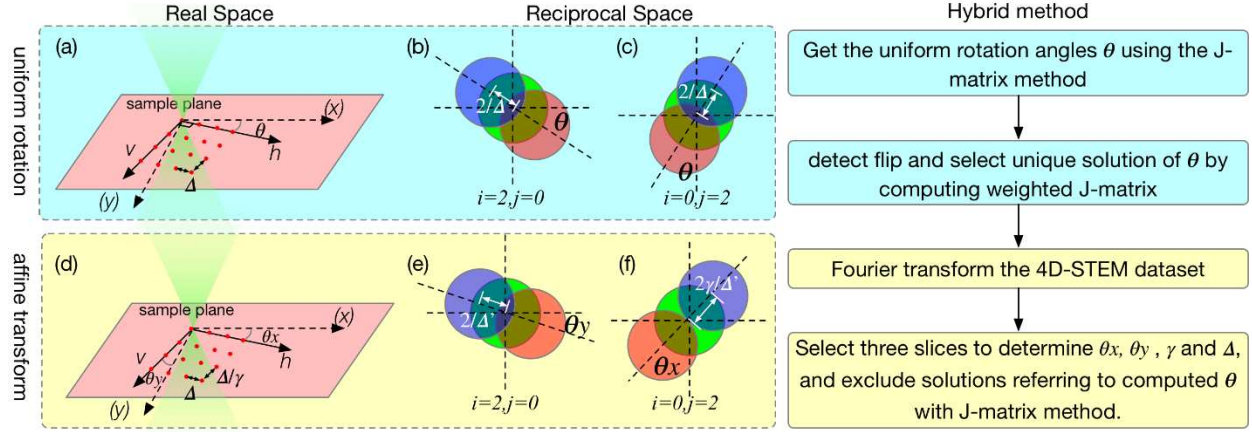 Real Space
Reciprocal Space
Hybrid method
uniform rotation
(a)
sample plane
(x)
θ
h
v
(y)
Δ
(b)
2/Δ
θ
i=2,j=0
(c)
2/Δ
θ
i=0,j=2
affine transform
(d)
sample plane
(x)
θx
h
v
θy
(y)
Δ
Δ/γ
(e)
2/Δ'
θy
i=2,j=0
(f)
2γ/Δ'
θx
i=0,j=2
Get the uniform rotation angles θ using the J-
matrix method
detect flip and select unique solution of θ by
computing weighted J-matrix
Fourier transform the 4D-STEM dataset
Select three slices to determine θx, θy , γ and Δ,
and exclude solutions referring to computed θ
with J-matrix method.